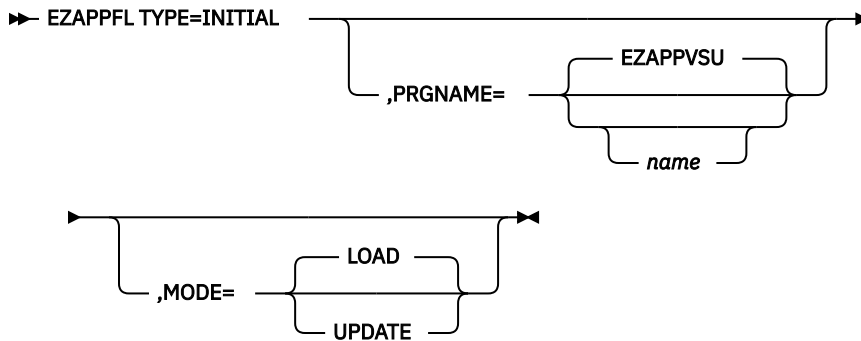 EZAPPFL TYPE=INITIAL
EZAPPVSU
,PRGNAME=
name
LOAD
,MODE=
UPDATE